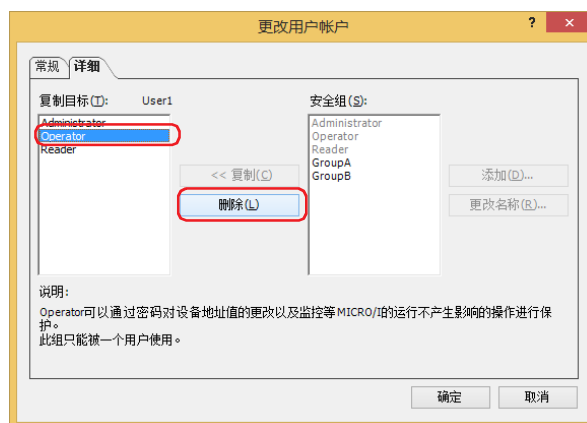 更改用户帐户
?
×
常规
详细
复制目标(T): User1
安全组(S):
Administrator
Operator
Reader
<< 复制(C)
删除(L)
Administrator
Operator
Reader
GroupA
GroupB
添加(D)...
更改名称(R)...
说明:
Operator可以通过密码对设备地址值的更改以及监控等MICRO/I的运行不产生影响的操作进行保
护。
此组只能被一个用户使用。
确定
取消